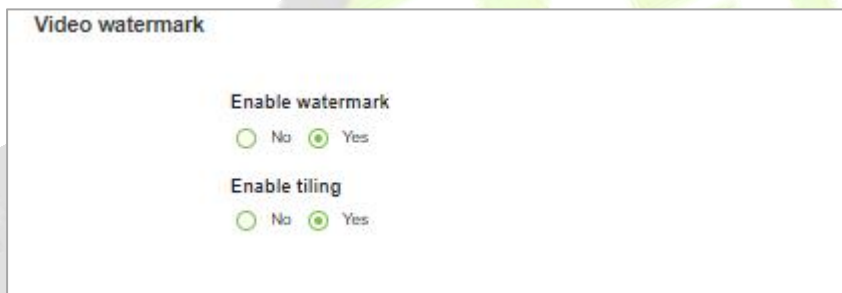 Video watermark
Enable watermark
No Yes
Enable tiling
No Yes